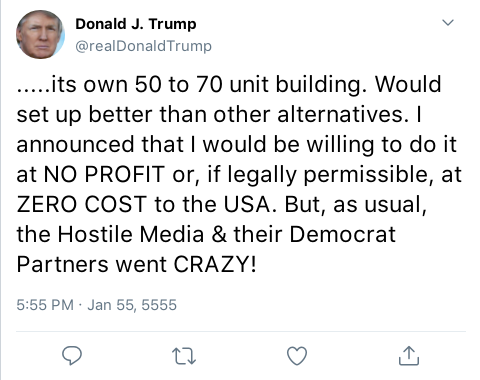 Donald J. Trump
@realDonaldTrump
.....its own 50 to 70 unit building. Would
set up better than other alternatives. I
announced that I would be willing to do it
at NO PROFIT or, if legally permissible, at
ZERO COST to the USA. But, as usual,
the Hostile Media & their Democrat
Partners went CRAZY!
5:55 PM · Jan 55, 5555